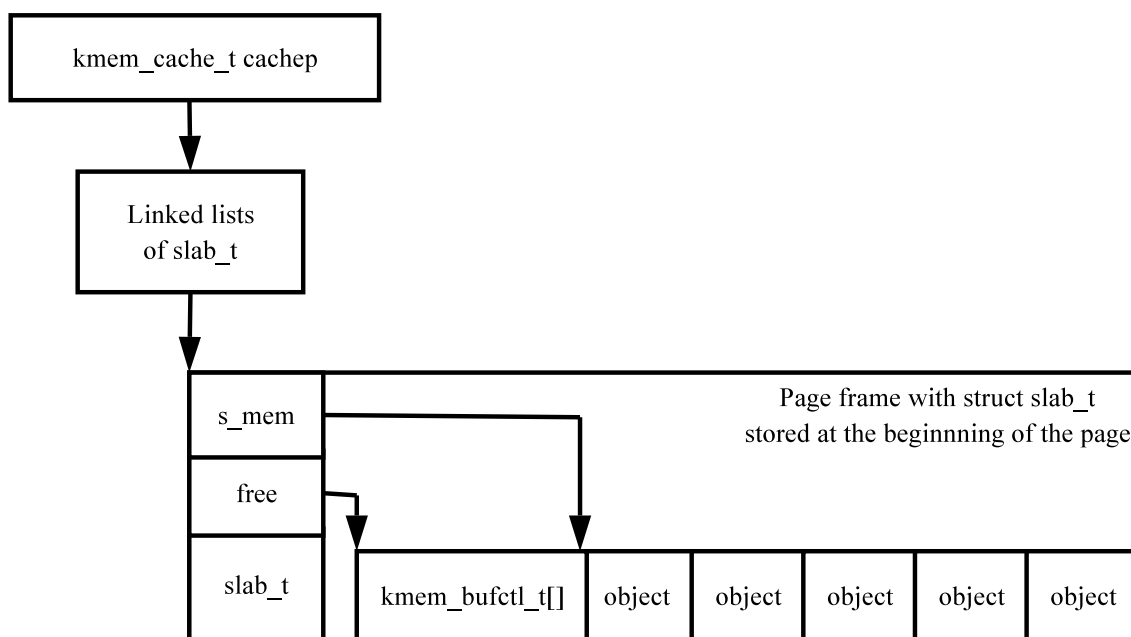 kmem_cache_t cachep
Linked lists
of slab_t
s_mem
Page frame with struct slab_t
stored at the beginnning of the page
free
slab_t
kmem_bufctl_t[] object object object object object